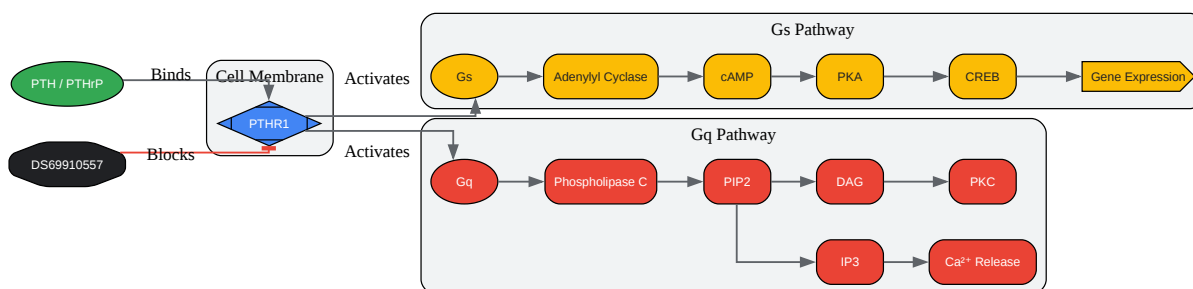 Gs Pathway
PTH / PTHrP
Binds
Cell Membrane
Activates
Gs
Adenylyl Cyclase
cAMP
PKA
CREB
Gene Expression
PTHR1
DS69910557
Blocks
Activates
Gq Pathway
Gq
Phospholipase C
PIP2
DAG
PKC
IP3
Ca²⁺ Release